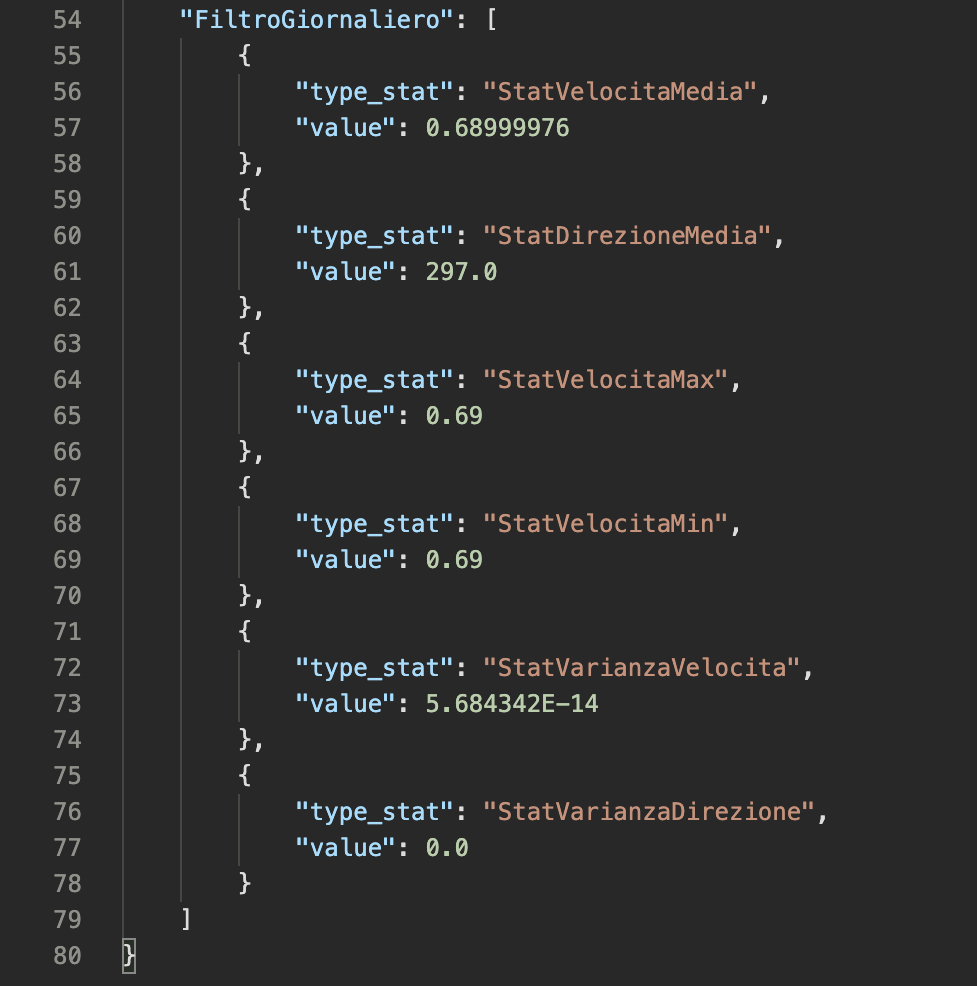 54 "FiltroGiornaliero": [
55 {
56 "type_stat": "StatVelocitaMedia",
57 "value": 0.68999976
58 },
59 {
60 "type_stat": "StatDirezioneMedia",
61 "value": 297.0
62 },
63 {
64 "type_stat": "StatVelocitaMax",
65 "value": 0.69
66 },
67 {
68 "type_stat": "StatVelocitaMin",
69 "value": 0.69
70 },
71 {
72 "type_stat": "StatVarianzaVelocita",
73 "value": 5.684342E-14
74 },
75 {
76 "type_stat": "StatVarianzaDirezione",
77 "value": 0.0
78 }
79 ]
80 }